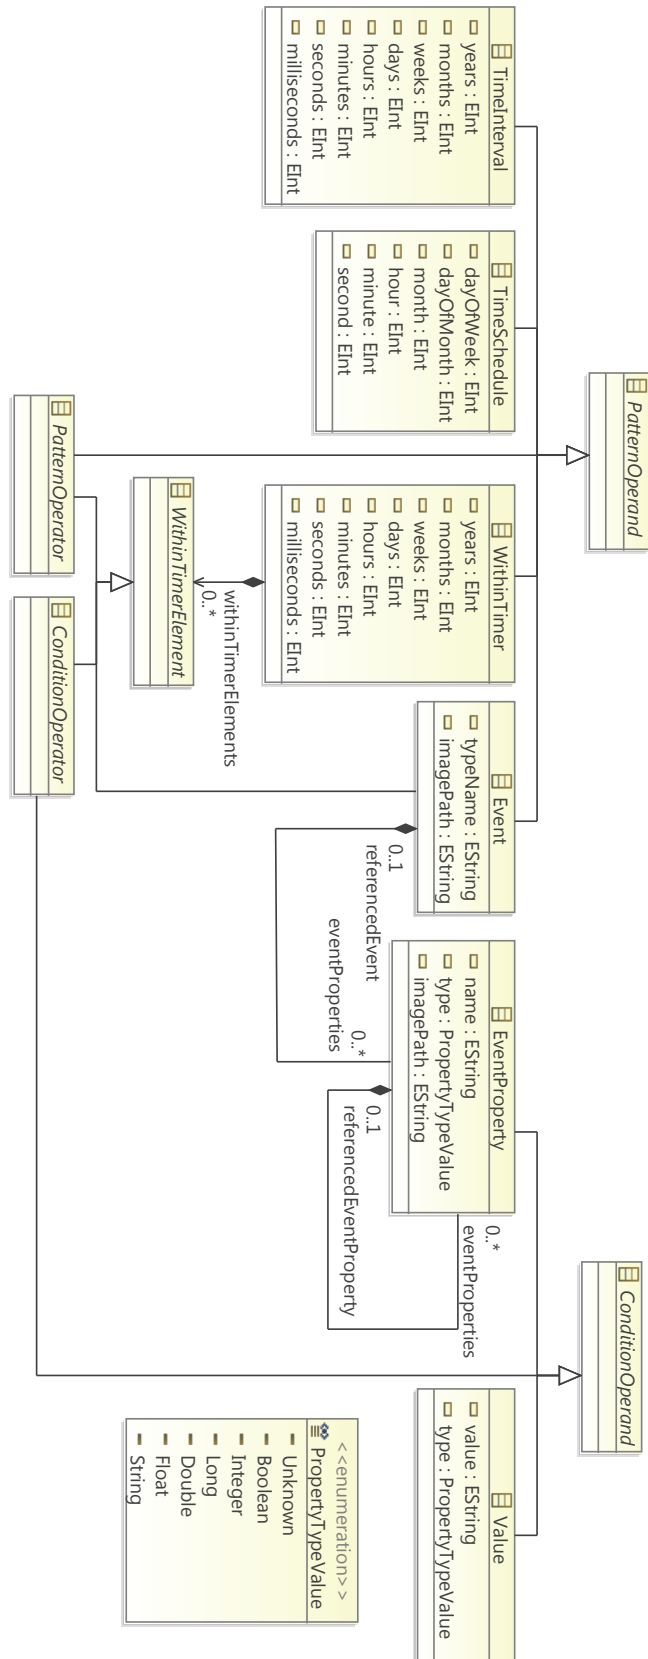 PatternOperand
ConditionOperand
TimeInterval
years : EInt
months : EInt
weeks : EInt
days : EInt
hours : EInt
minutes : EInt
seconds : EInt
milliseconds : EInt
TimeSchedule
dayOfWeek : EInt
dayOfMonth : EInt
month : EInt
hour : EInt
minute : EInt
second : EInt
WithinTimer
years : EInt
months : EInt
weeks : EInt
days : EInt
hours : EInt
minutes : EInt
seconds : EInt
milliseconds : EInt
Event
typeName : EString
imagePath : EString
EventProperty
name : EString
type : PropertyTypeValue
imagePath : EString
Value
value : EString
type : PropertyTypeValue
0..*
eventProperties
0..1
referencedEvent
0..*
eventProperties
0..1
referencedEventProperty
withinTimerElements
0..*
WithinTimerElement
PatternOperator
ConditionOperator
<<enumeration>>
PropertyTypeValue
Unknown
Boolean
Integer
Long
Double
Float
String